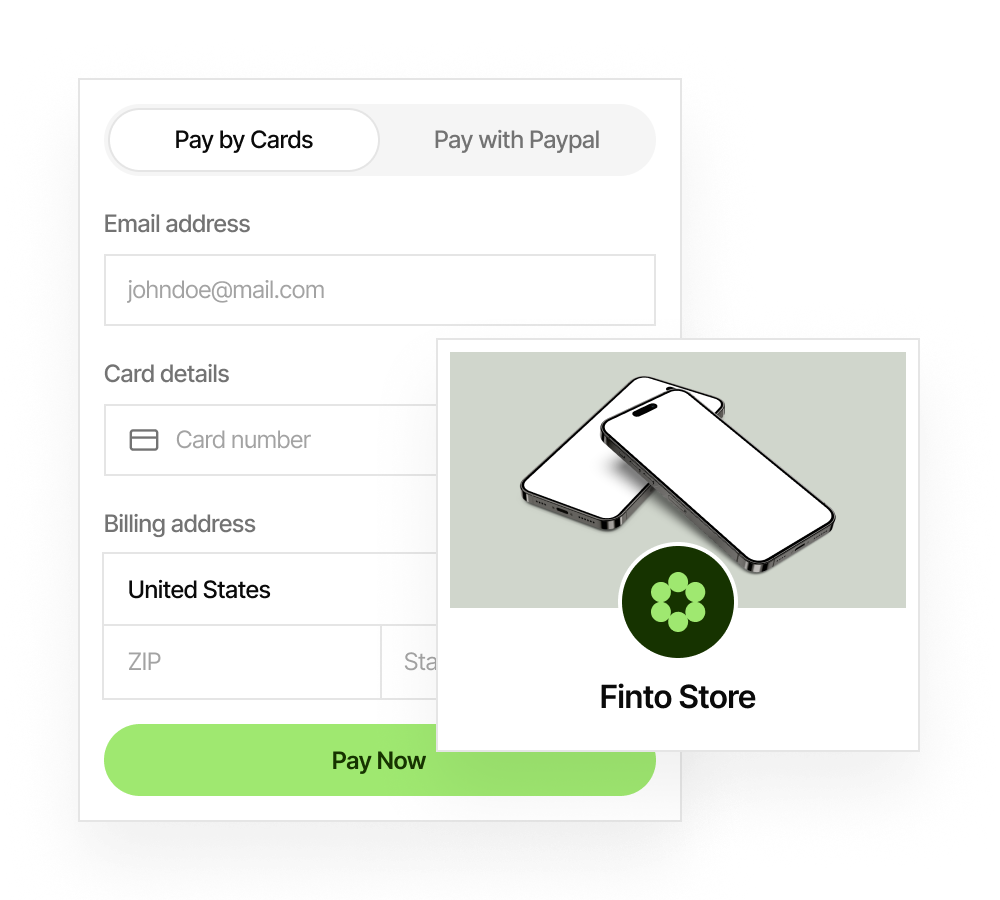 Pay by Cards
Pay with Paypal
Email address
johndoe@mail.com
Card details
Card number
Billing address
United States
ZIP
Sta
Pay Now
Finto Store